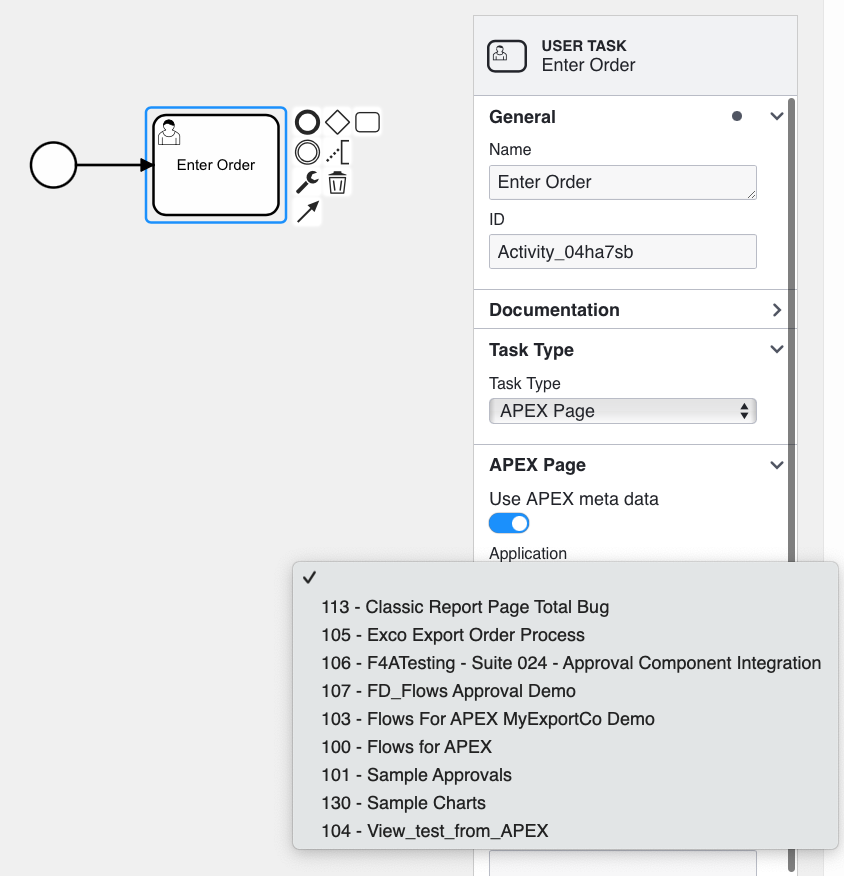 Enter Order
USER TASK
Enter Order
General
Name
Enter Order
ID
Activity_04ha7sb
Documentation
Task Type
Task Type
APEX Page
APEX Page
Use APEX meta data
Application
113 - Classic Report Page Total Bug
105 - Exco Export Order Process
106 - F4ATesting - Suite 024 - Approval Component Integration
107 - FD_Flows Approval Demo
103 - Flows For APEX MyExportCo Demo
100 - Flows for APEX
101 - Sample Approvals
130 - Sample Charts
104 - View_test_from_APEX